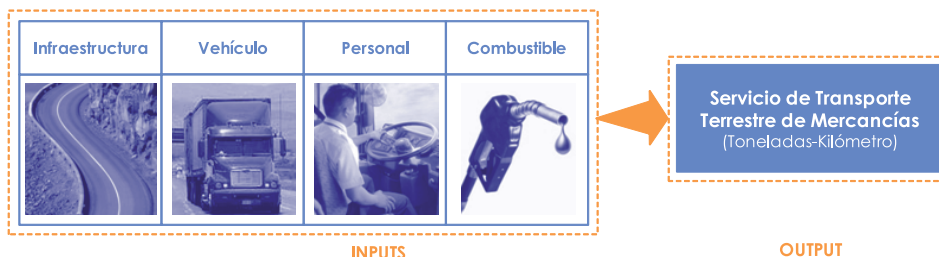 Infraestructura
Vehículo
Personal
Combustible
Servicio de Transporte
Terrestre de Mercancías
(Toneladas-Kilómetro)
INPUTS
OUTPUT